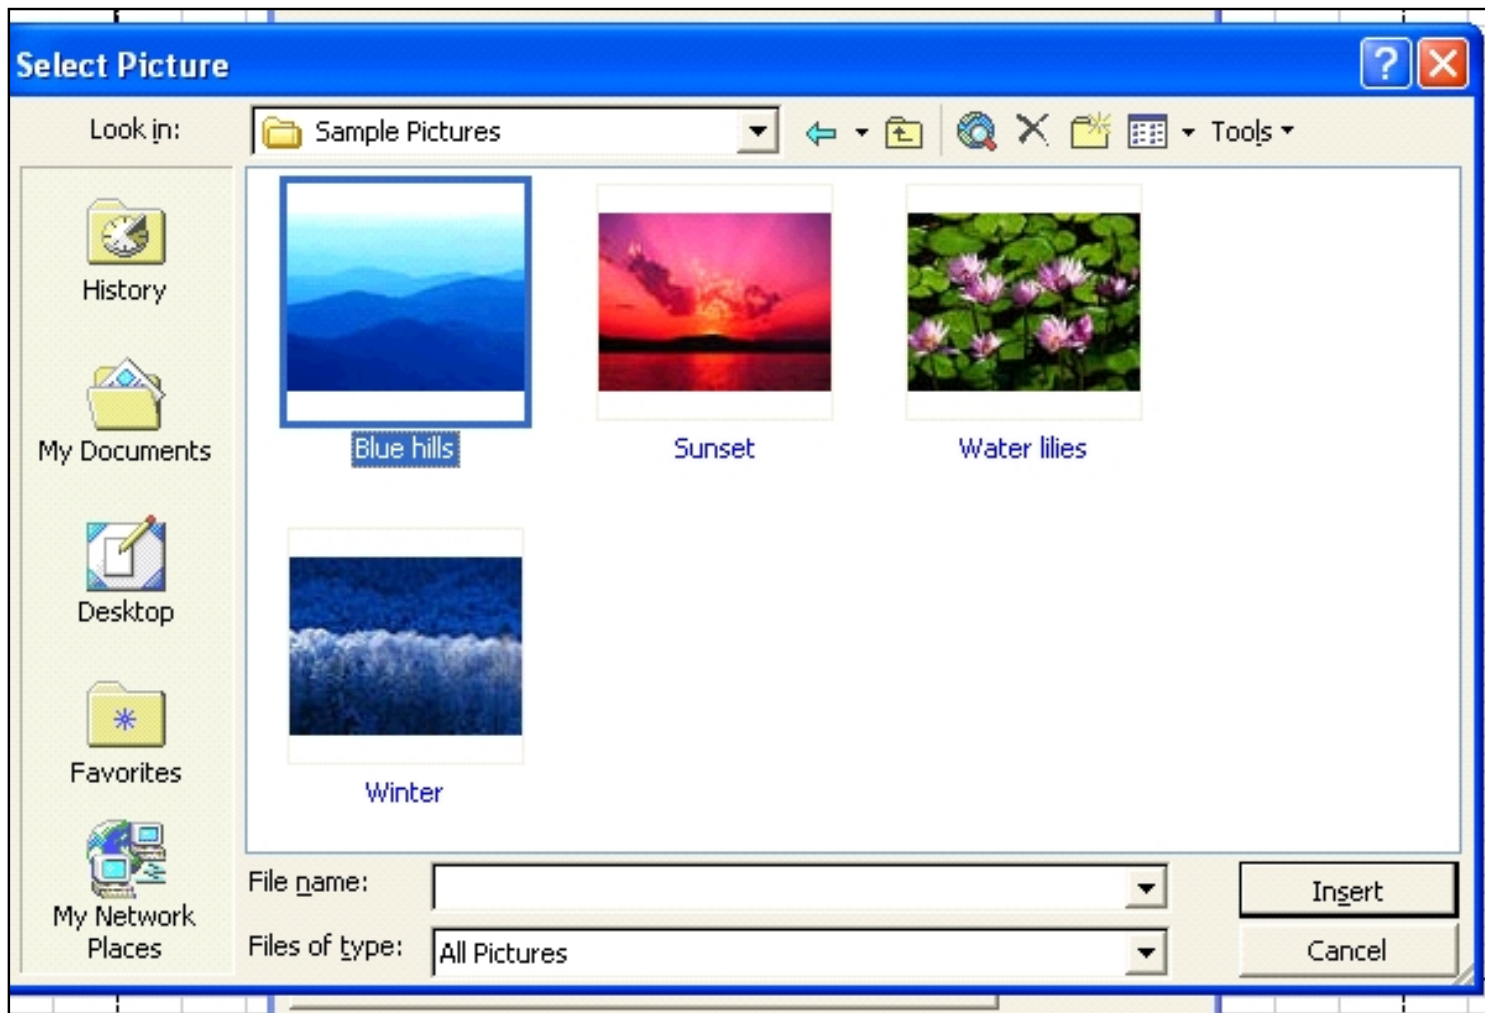 Select Picture
Look in:
Sample Pictures
Tools
History
My Documents
Desktop
Favorites
My Network
Places
Blue hills
Sunset
Water lilies
Winter
File name:
Insert
Files of type:
All Pictures
Cancel